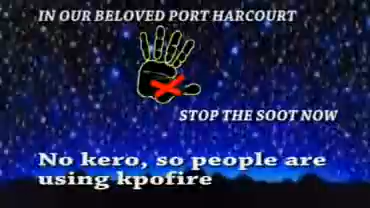 IN OUR BELOVED PORT HARCOURT
STOP THE SOOT NOW
No kero, so people are
using kpofire